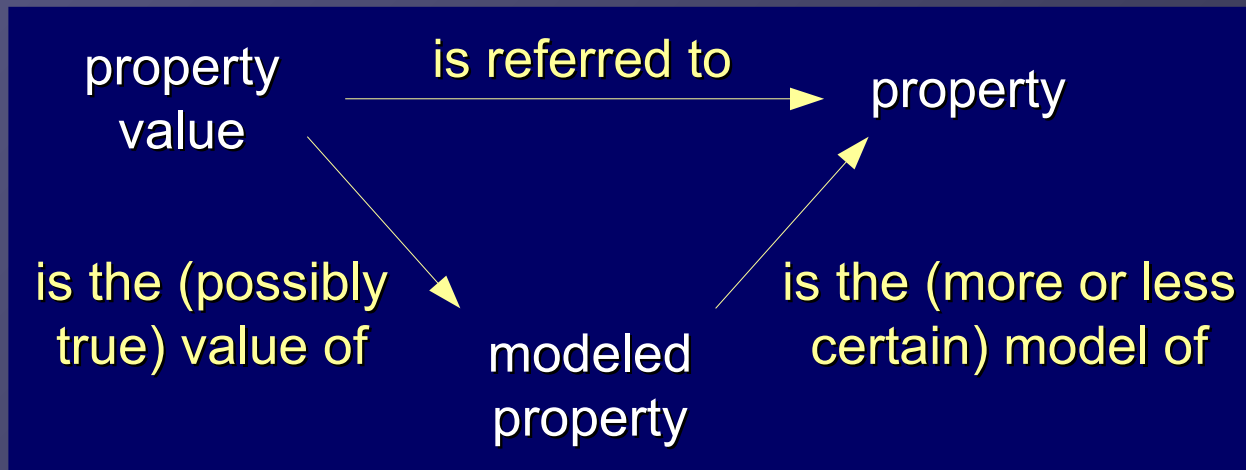 property
value
is referred to
property
is the (possibly
true) value of
modeled
property
is the (more or less
certain) model of